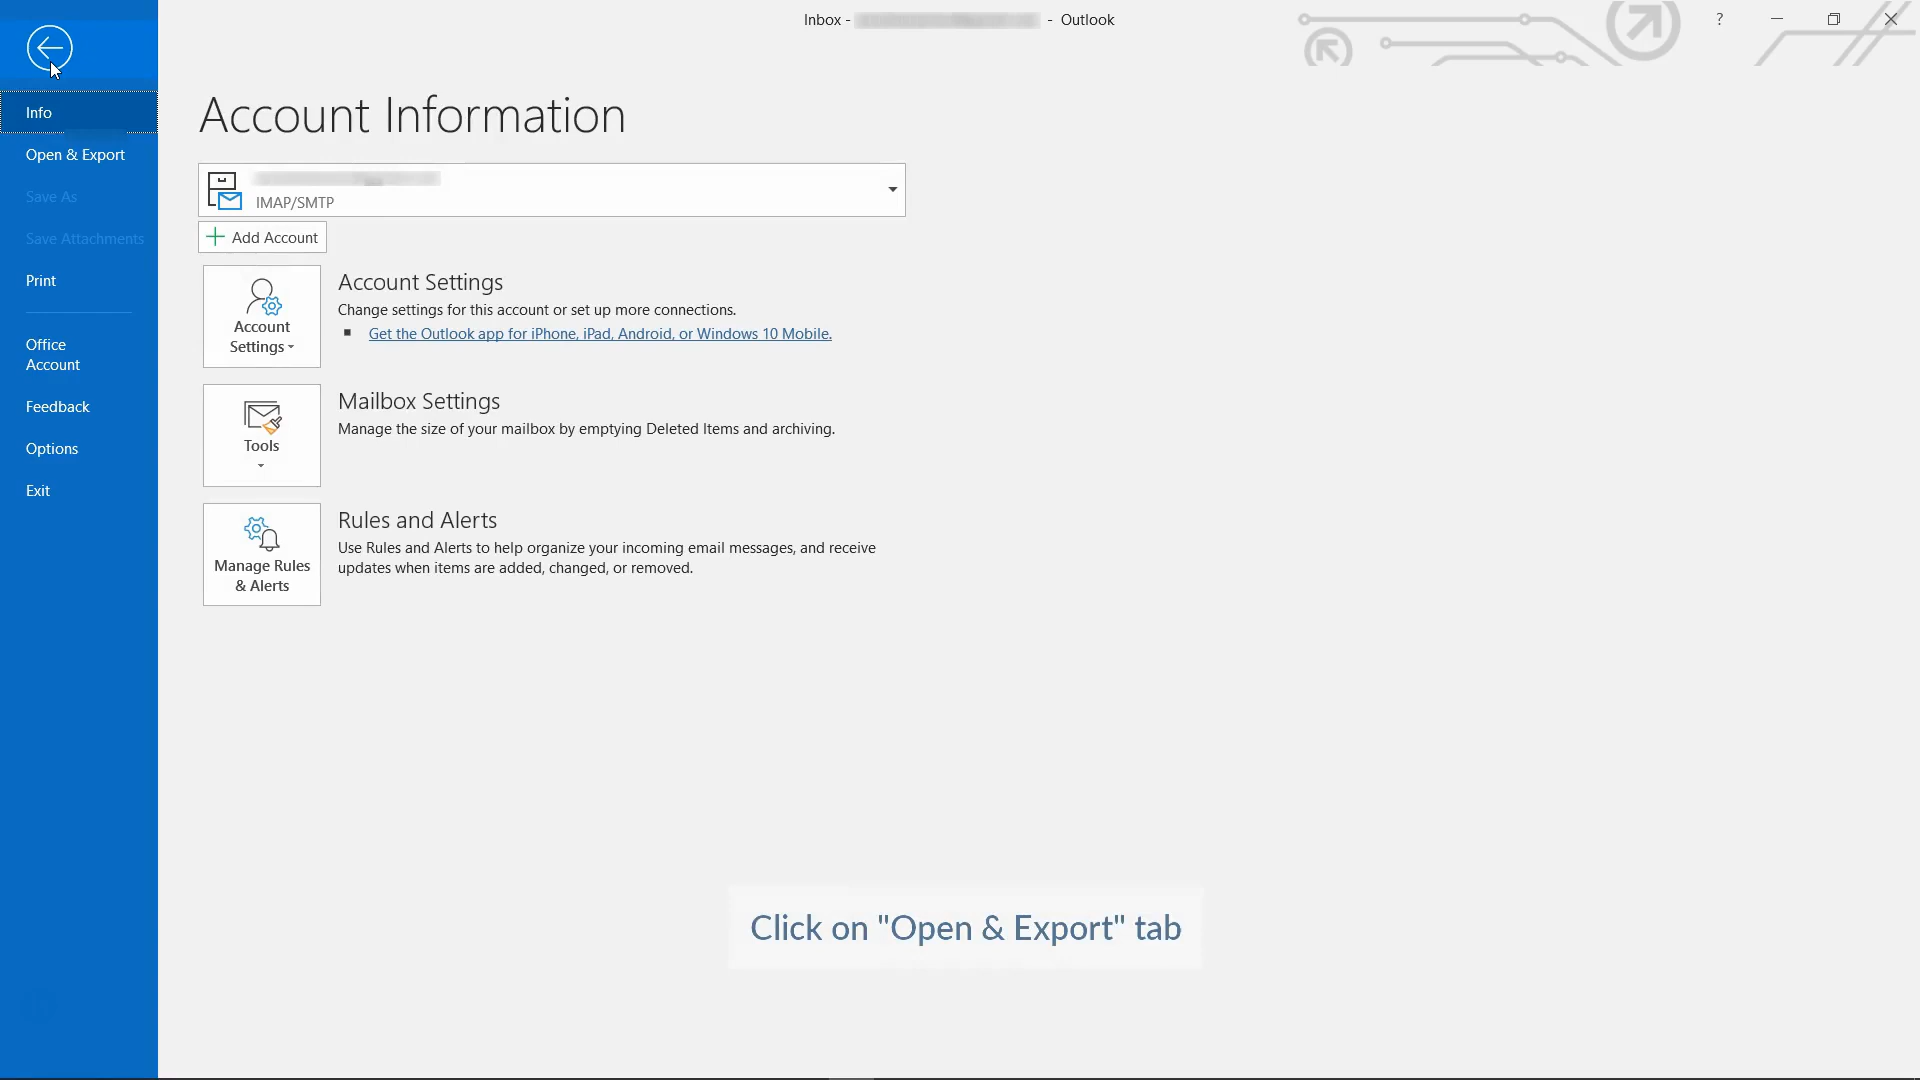 Inbox -
- Outlook
?
Info
Open & Export
Save As
Save Attachments
Print
Office
Account
Feedback
Options
Exit
Account Information
IMAP/SMTP
Add Account
Account
Settings
Account Settings
Change settings for this account or set up more connections.
Get the Outlook app for iPhone, iPad, Android, or Windows 10 Mobile.
Tools
Mailbox Settings
Manage the size of your mailbox by emptying Deleted Items and archiving.
Manage Rules
& Alerts
Rules and Alerts
Use Rules and Alerts to help organize your incoming email messages, and receive
updates when items are added, changed, or removed.
Click on "Open & Export" tab